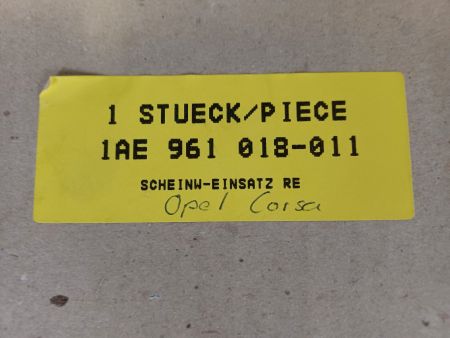 1 STUECK/PIECE
1AE 961 018-011
SCHEINW-EINSATZ RE
Opel Corsa